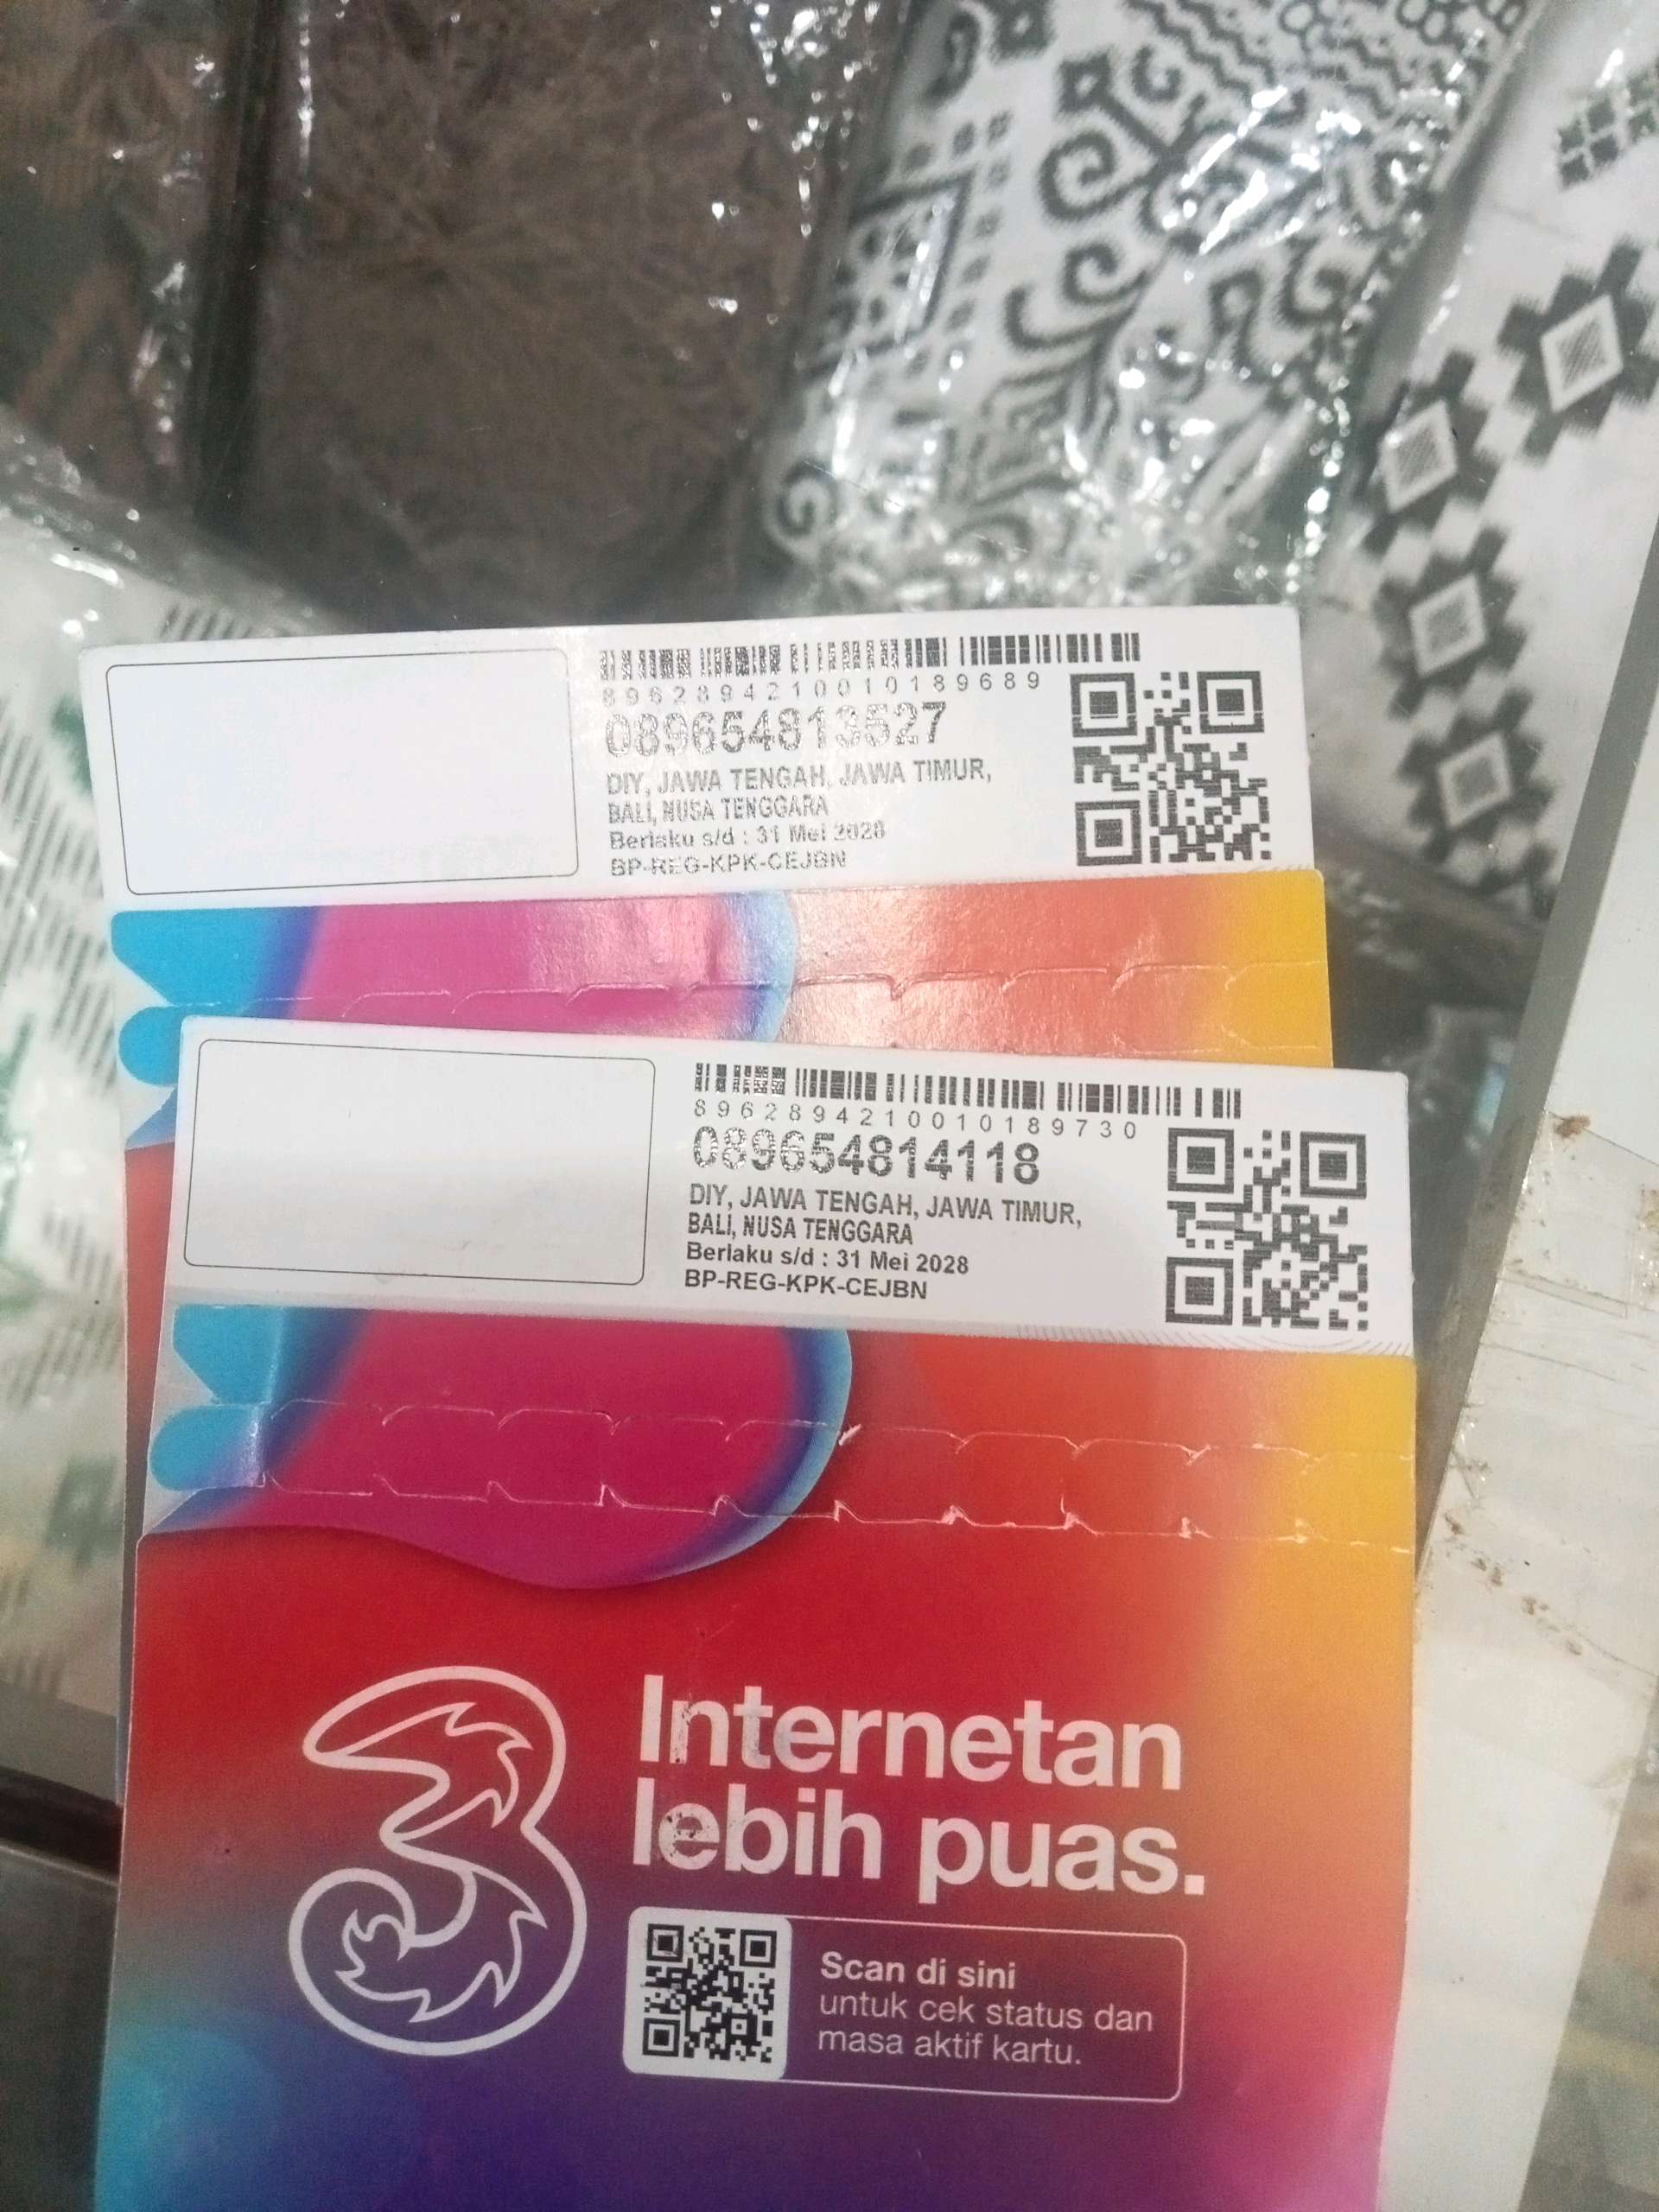 8962894210010189689
089654813527
DIY, JAWA TENGAH, JAWA TIMUR,
BALI, NUSA TENGGARA
Berlaku s/d : 31 Mei 2028
BP-REG-KPK-CEJBN
8962894210010189730
089654814118
DIY, JAWA TENGAH, JAWA TIMUR,
BALI, NUSA TENGGARA
Berlaku s/d : 31 Mei 2028
BP-REG-KPK-CEJBN
3
Internetan
lebih puas.
Scan di sini
untuk cek status dan
masa aktif kartu.